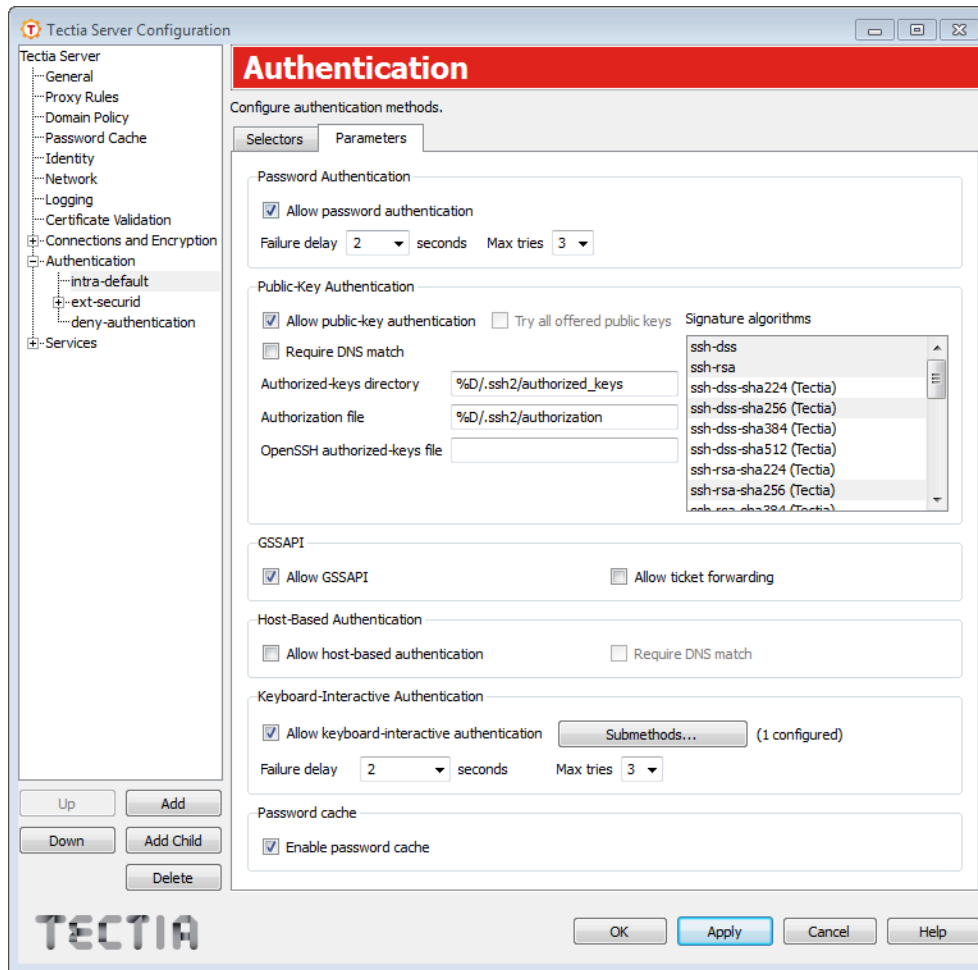 Tectia Server Configuration
Tectia Server
General
Proxy Rules
Domain Policy
Password Cache
Identity
Network
Logging
Certificate Validation
Connections and Encryption
Authentication
intra-default
ext-securid
deny-authentication
Services
Up Add
Down Add Child
Delete
TECTIA
Authentication
Configure authentication methods.
Selectors Parameters
Password Authentication
Allow password authentication
Failure delay 2 seconds Max tries 3
Public-Key Authentication
Allow public-key authentication Try all offered public keys Signature algorithms
Require DNS match
Authorized-keys directory %D/.ssh2/authorized_keys
Authorization file %D/.ssh2/authorization
OpenSSH authorized-keys file
ssh-dss
ssh-rsa
ssh-dss-sha224 (Tectia)
ssh-dss-sha256 (Tectia)
ssh-dss-sha384 (Tectia)
ssh-dss-sha512 (Tectia)
ssh-rsa-sha224 (Tectia)
ssh-rsa-sha256 (Tectia)
ssh-rsa-sha384 (Tectia)
GSSAPI
Allow GSSAPI Allow ticket forwarding
Host-Based Authentication
Allow host-based authentication Require DNS match
Keyboard-Interactive Authentication
Allow keyboard-interactive authentication Submethods... (1 configured)
Failure delay 2 seconds Max tries 3
Password cache
Enable password cache
OK Apply Cancel Help